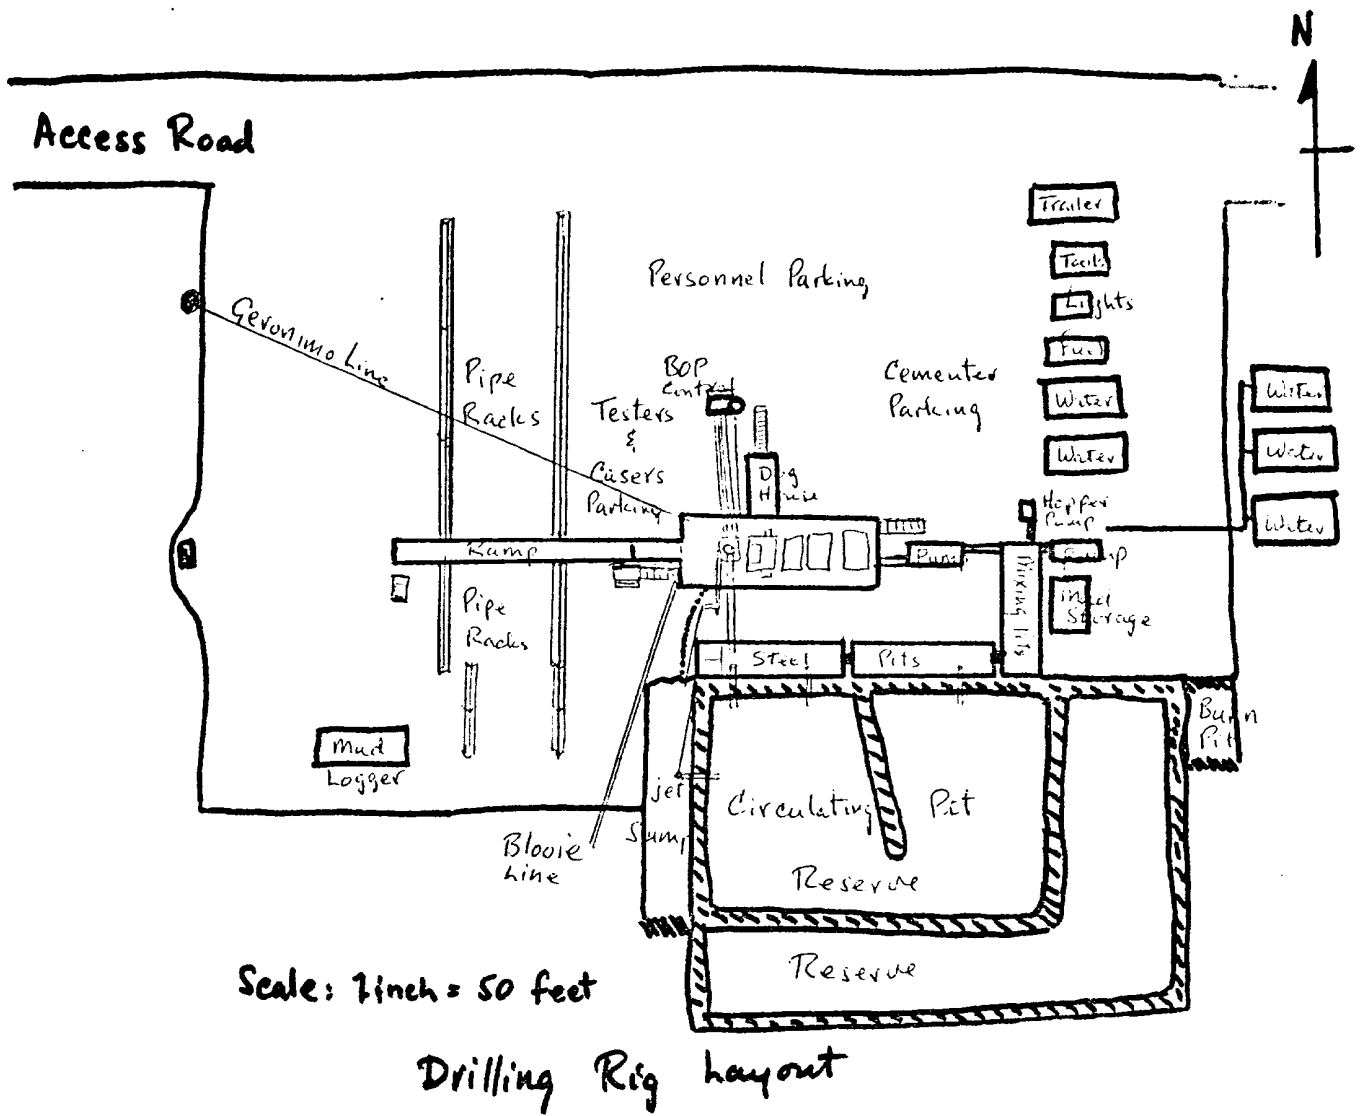 N
Access Road
Trailer
Personnel Parking
Lights
Fuel
Geronimo Line
Pipe
Racks
BOP
Control
Testers
&
Casers
Parking
Cementer
Parking
Water
Water
Water
Water
Water
Dog
House
Hopper
Pump
Ramp
Pump
Pump
Mixing Pits
Mud
Storage
Pipe
Racks
Steel Pits
Burn
Pit
Mud
Logger
jet
Sump
Circulating Pit
Blooie
Line
Reserve
Reserve
Scale: 1 inch = 50 feet
Drilling Rig Layout